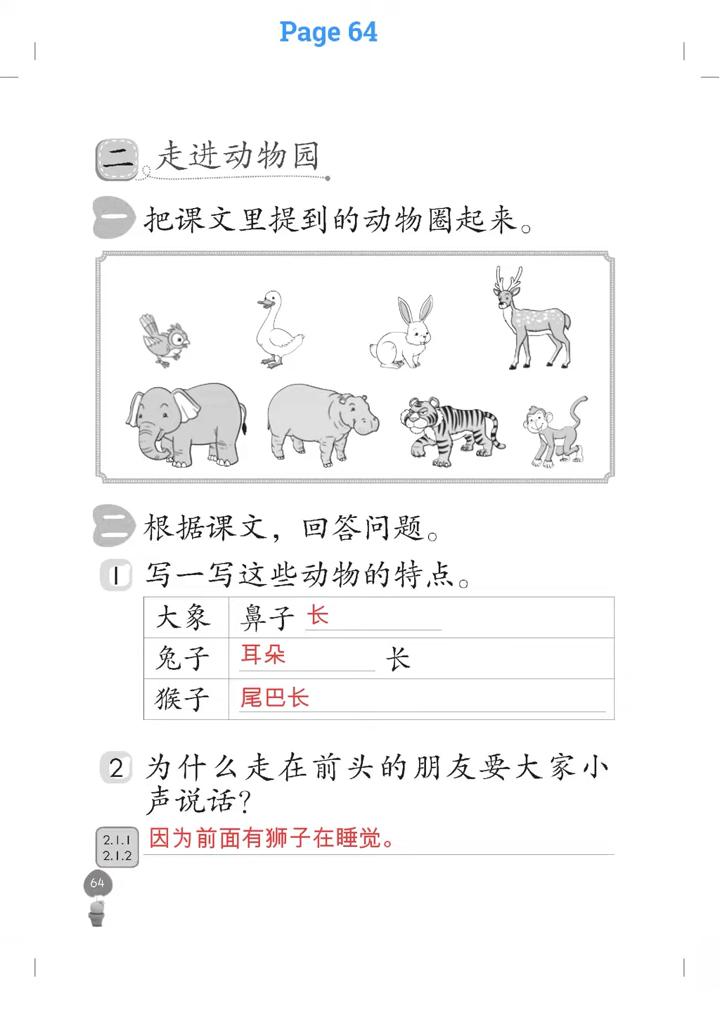 Page 64
二 走进动物园
一 把课文里提到的动物圈起来。
二 根据课文，回答问题。
1 写一写这些动物的特点。
大象 鼻子 长
兔子 耳朵 长
猴子 尾巴长
2 为什么走在前头的朋友要大家小
声说话？
因为前面有狮子在睡觉。
2.1.1
2.1.2
64